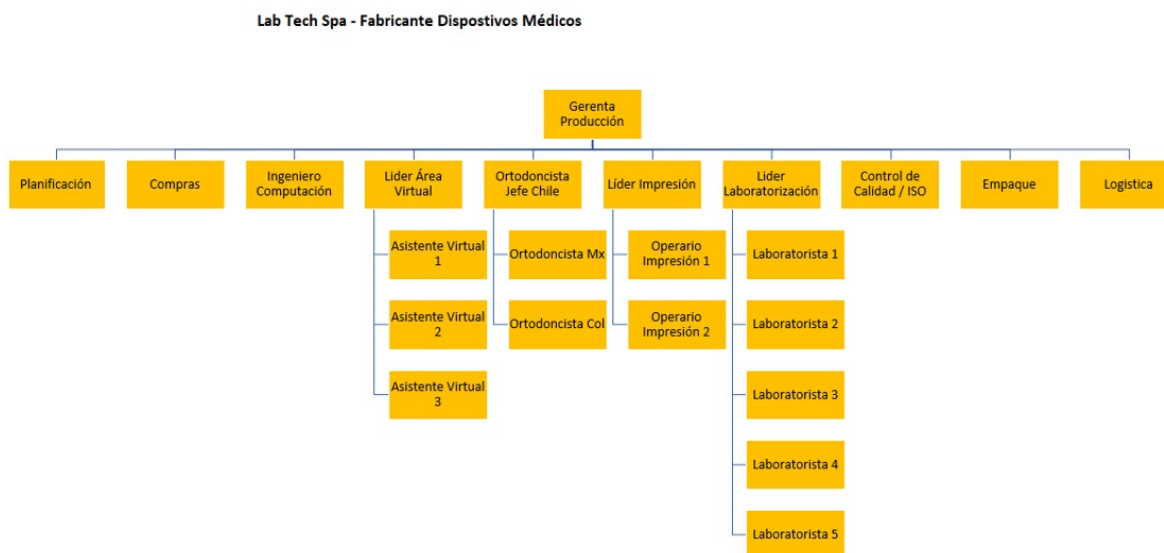 Lab Tech Spa - Fabricante Dispostivos Médicos
Gerenta
Producción
Planificación
Compras
Ingeniero
Computación
Lider Área
Virtual
Ortodoncista
Jefe Chile
Líder Impresión
Lider
Laboratorización
Control de
Calidad / ISO
Empaque
Logistica
Asistente Virtual
1
Asistente Virtual
2
Asistente Virtual
3
Ortodoncista Mx
Ortodoncista Col
Operario
Impresión 1
Operario
Impresión 2
Laboratorista 1
Laboratorista 2
Laboratorista 3
Laboratorista 4
Laboratorista 5